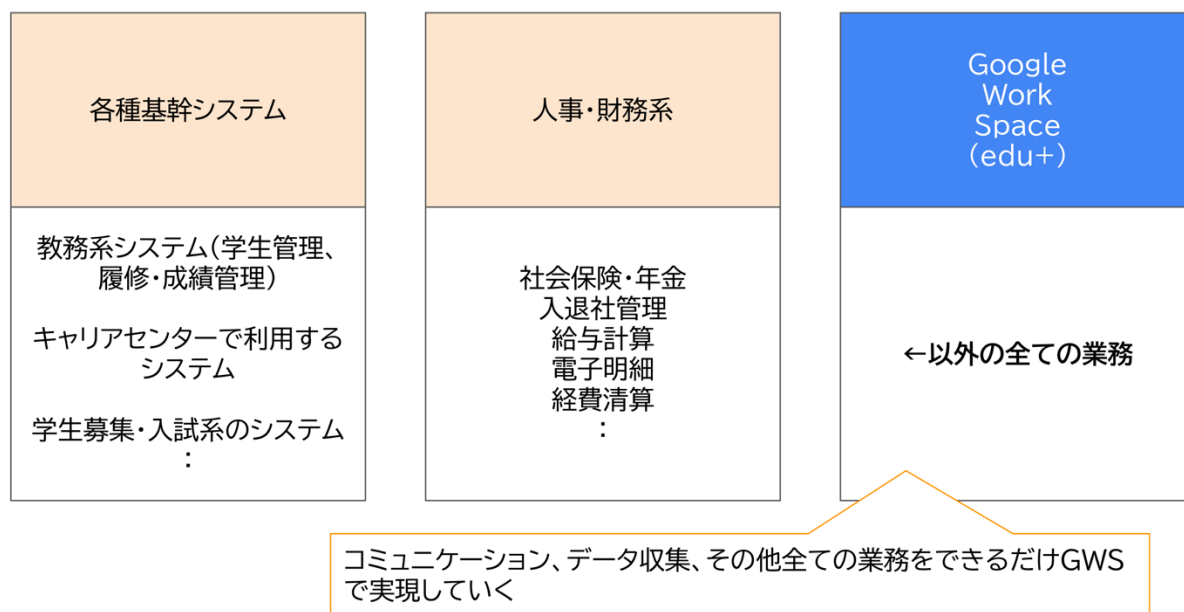 各種基幹システム
教務系システム（学生管理、
履修・成績管理）
キャリアセンターで利用する
システム
学生募集・入試系のシステム
：
人事・財務系
社会保険・年金
入退社管理
給与計算
電子明細
経費清算
：
Google
Work
Space
（edu+）
←以外の全ての業務
コミュニケーション、データ収集、その他全ての業務をできるだけGWS
で実現していく